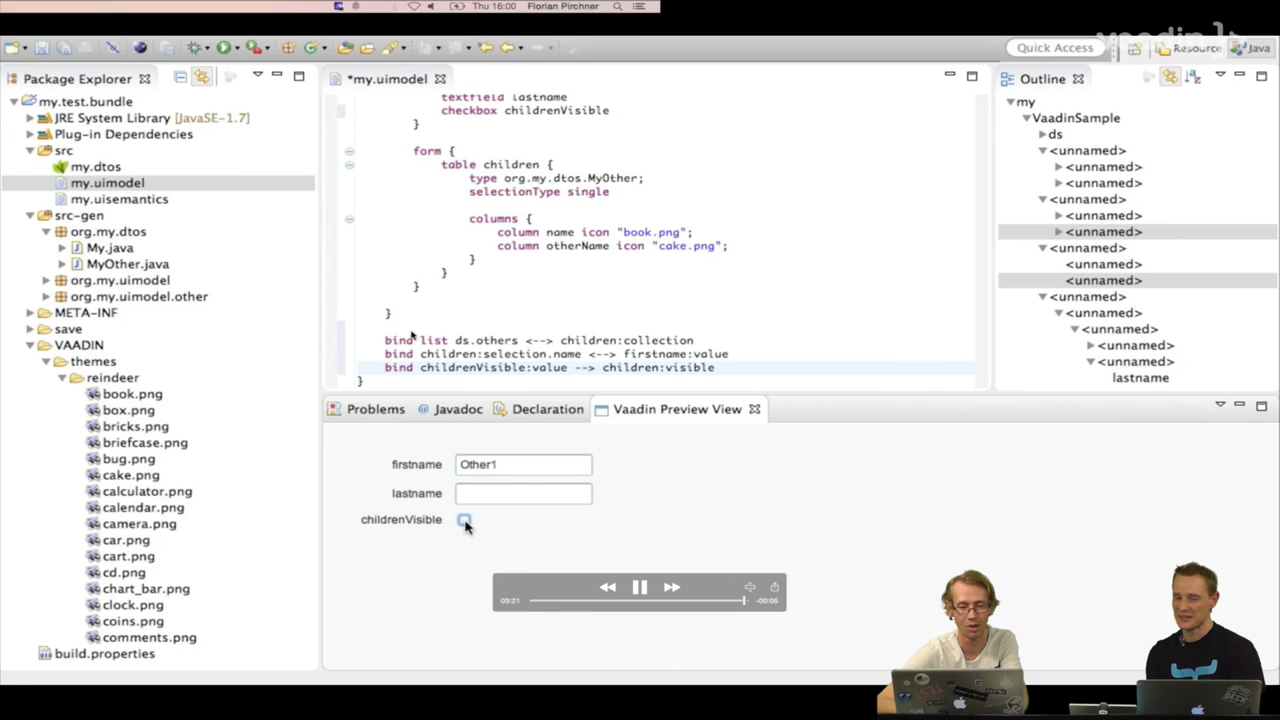 Thu 16:00 Florian Pirchner
vaadin
Quick Access
Resource
Java
Package Explorer
my.test.bundle
JRE System Library [JavaSE-1.7]
Plug-in Dependencies
src
my.dtos
my.uimodel
my.uisemantics
src-gen
org.my.dtos
My.java
MyOther.java
org.my.uimodel
org.my.uimodel.other
META-INF
save
VAADIN
themes
reindeer
book.png
box.png
bricks.png
briefcase.png
bug.png
cake.png
calculator.png
calendar.png
camera.png
car.png
cart.png
cd.png
chart_bar.png
clock.png
coins.png
comments.png
build.properties
*my.uimodel
textfield lastname
checkbox childrenVisible
}
form {
table children {
type org.my.dtos.MyOther;
selectionType single
columns {
column name icon "book.png";
column otherName icon "cake.png";
}
}
}
}
bind list ds.others <--> children:collection
bind children:selection.name <--> firstname:value
bind childrenVisible:value --> children:visible
}
Outline
my
VaadinSample
ds
<unnamed>
<unnamed>
<unnamed>
<unnamed>
<unnamed>
<unnamed>
<unnamed>
<unnamed>
<unnamed>
<unnamed>
<unnamed>
<unnamed>
<unnamed>
<unnamed>
lastname
Problems
@ Javadoc
Declaration
Vaadin Preview View
firstname
Other1
lastname
childrenVisible
03:21
-00:05